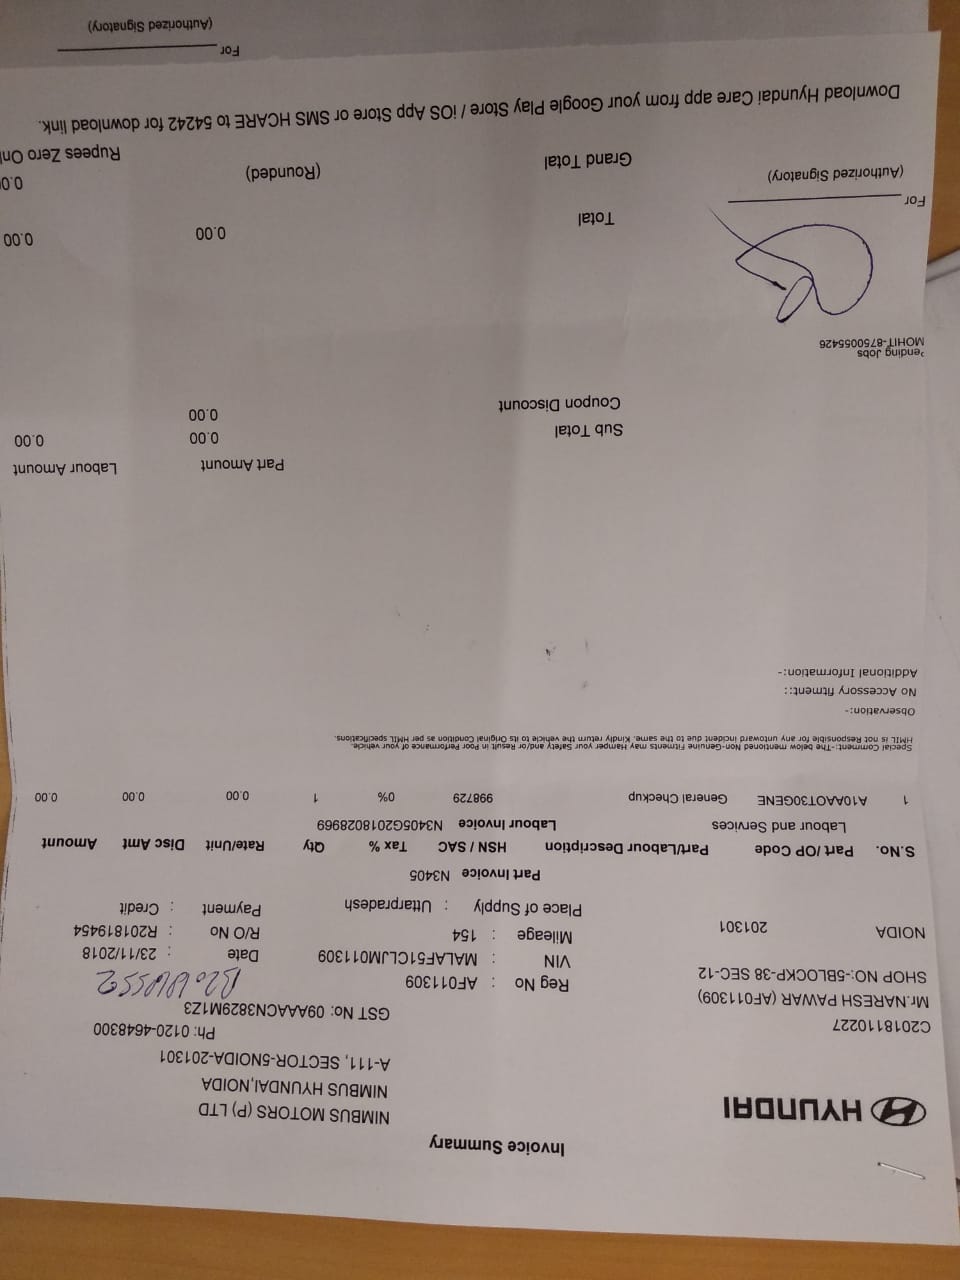 Invoice Summary
HYUNDAI
NIMBUS MOTORS (P) LTD
NIMBUS HYUNDAI,NOIDA
A-111, SECTOR-5NOIDA-201301
Ph: 0120-4648300
GST No: 09AAACN3829M1Z3
C2018110227
Mr.NARESH PAWAR (AF011309)
SHOP NO:-5BLOCKP-38 SEC-12
NOIDA 201301
Reg No : AF011309
VIN : MALAF51CLJM011309 Date : 23/11/2018
Mileage : 154 R/O No : R201819454
Place of Supply : Uttarpradesh Payment : Credit
Part Invoice N3405
S.No. Part /OP Code Part/Labour Description HSN / SAC Tax % Qty Rate/Unit Disc Amt Amount
Labour and Services Labour Invoice N3405G2018028969
1 A10AAOT30GENE General Checkup 998729 0% 1 0.00 0.00 0.00
Special Comment:-The below mentioned Non-Genuine Fitments may Hamper your Safety and/or Result in Poor Performance of your vehicle.
HMIL is not Responsible for any untoward incident due to the same. Kindly return the vehicle to its Original Condition as per HMIL specifications.
Observation:-
No Accessory fitment::
Additional Information:-
Part Amount Labour Amount
Sub Total 0.00 0.00
Coupon Discount 0.00
Pending Jobs
MOHIT-8750055426
Total 0.00 0.00
For
(Authorized Signatory)
Grand Total (Rounded) 0.0
Rupees Zero Onl
Download Hyundai Care app from your Google Play Store / iOS App Store or SMS HCARE to 54242 for download link.
For
(Authorized Signatory)